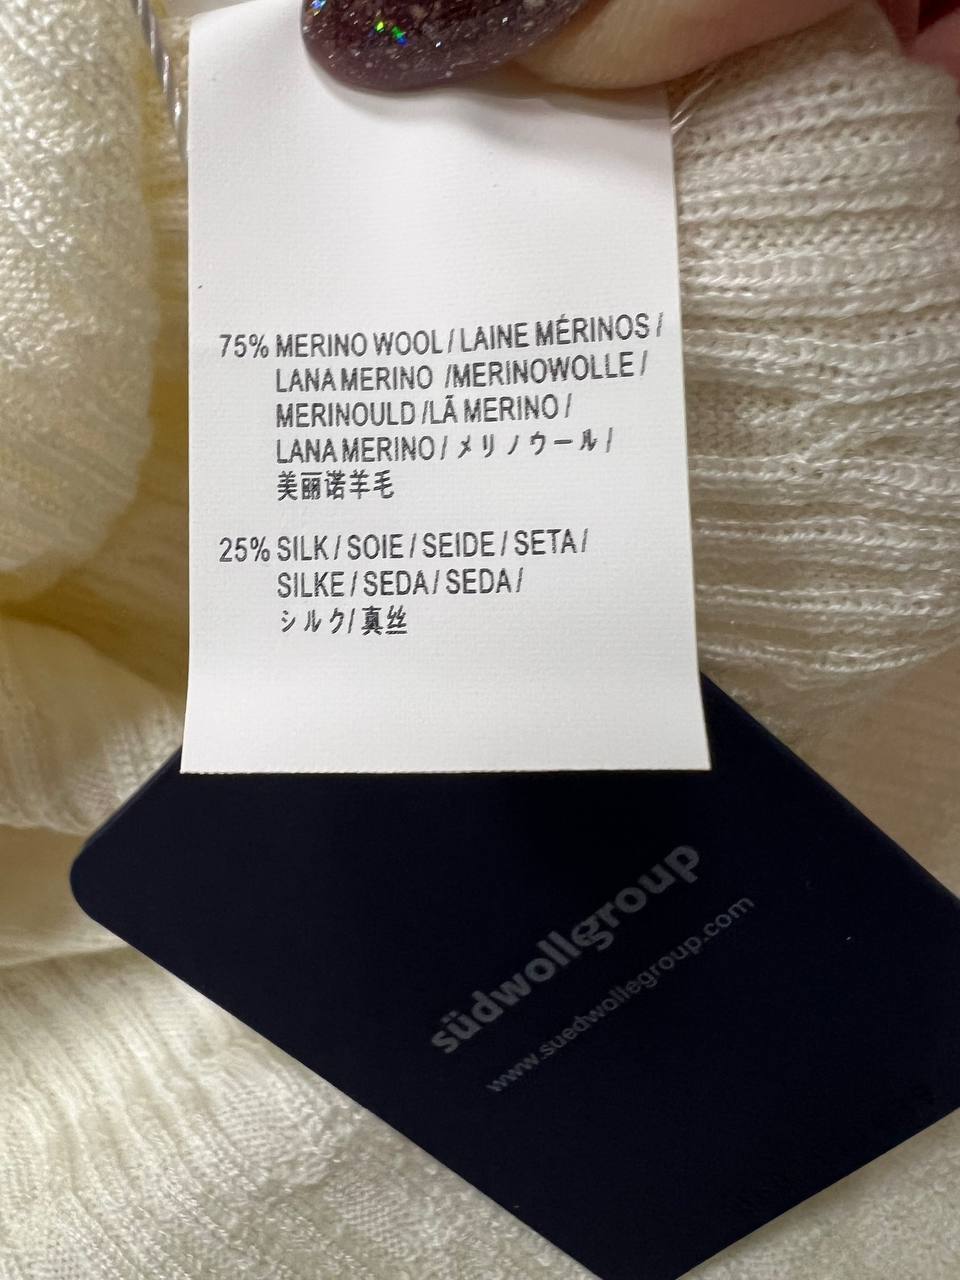 75% MERINO WOOL / LAINE MÉRINOS /
LANA MERINO /MERINOWOLLE /
MERINOULD /LÃ MERINO /
LANA MERINO / メリノウール /
美丽诺羊毛
25% SILK / SOIE / SEIDE / SETA /
SILKE / SEDA / SEDA /
シルク/ 真丝
südwollegroup
www.suedwollegroup.com